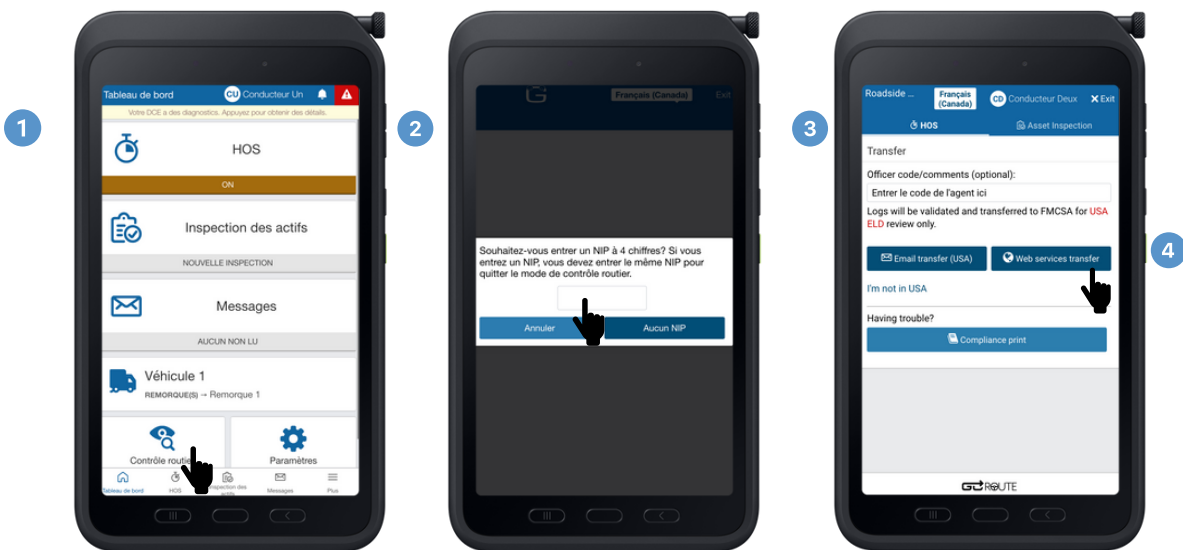 1
Tableau de bord
CU Conducteur Un
Votre DCE a des diagnostics. Appuyez pour obtenir des détails.
HOS
ON
Inspection des actifs
NOUVELLE INSPECTION
Messages
AUCUN NON LU
Véhicule 1
REMORQUE(S) → Remorque 1
Contrôle routie
Paramètres
Tableau de bord
HOS
Inspection des
actifs
Messages
Plus
2
Français (Canada)
Exit
Souhaitez-vous entrer un NIP à 4 chiffres? Si vous
entrez un NIP, vous devez entrer le même NIP pour
quitter le mode de contrôle routier.
Annuler
Aucun NIP
3
Roadside ...
Français
(Canada)
CD Conducteur Deux
X Exit
HOS
Asset Inspection
Transfer
Officer code/comments (optional):
Entrer le code de l'agent ici
Logs will be validated and transferred to FMCSA for USA
ELD review only.
Email transfer (USA)
Web services transfer
4
I'm not in USA
Having trouble?
Compliance print
GO ROUTE